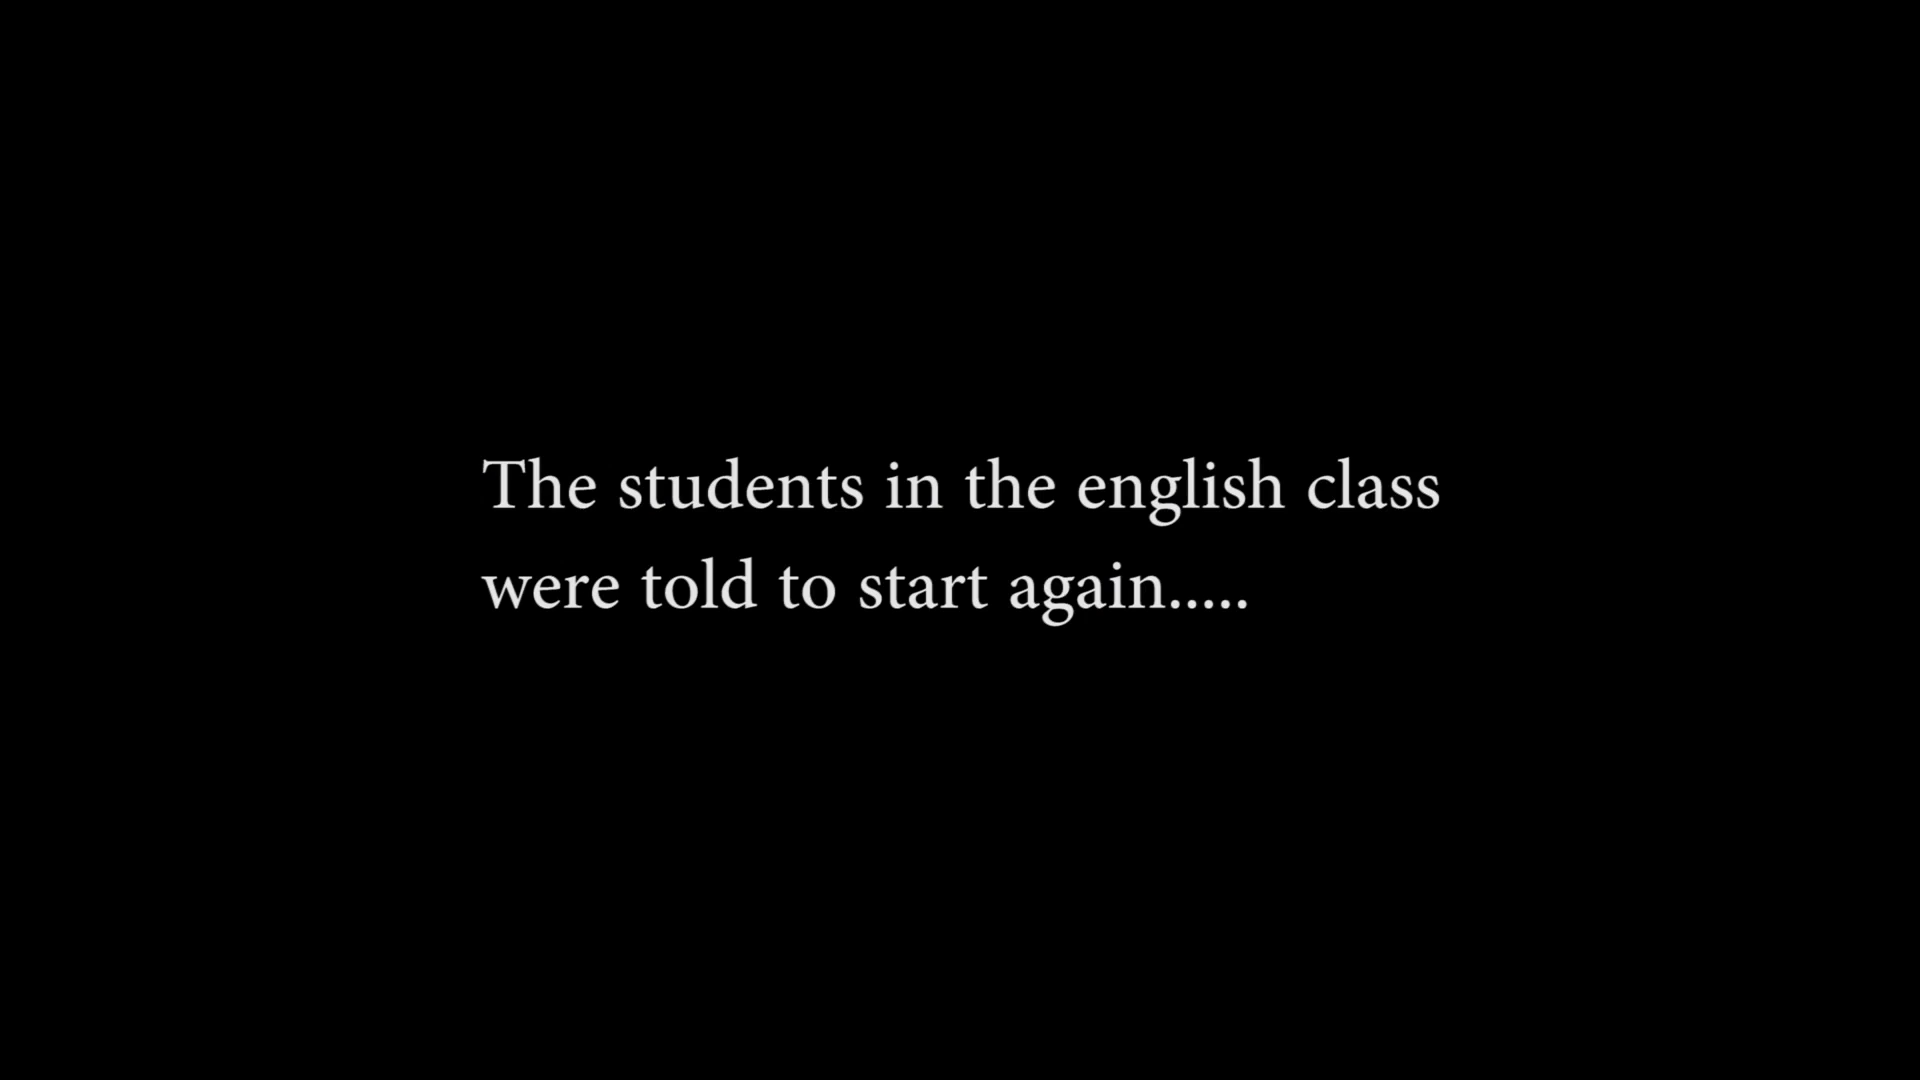 The students in the english class
were told to start again.....